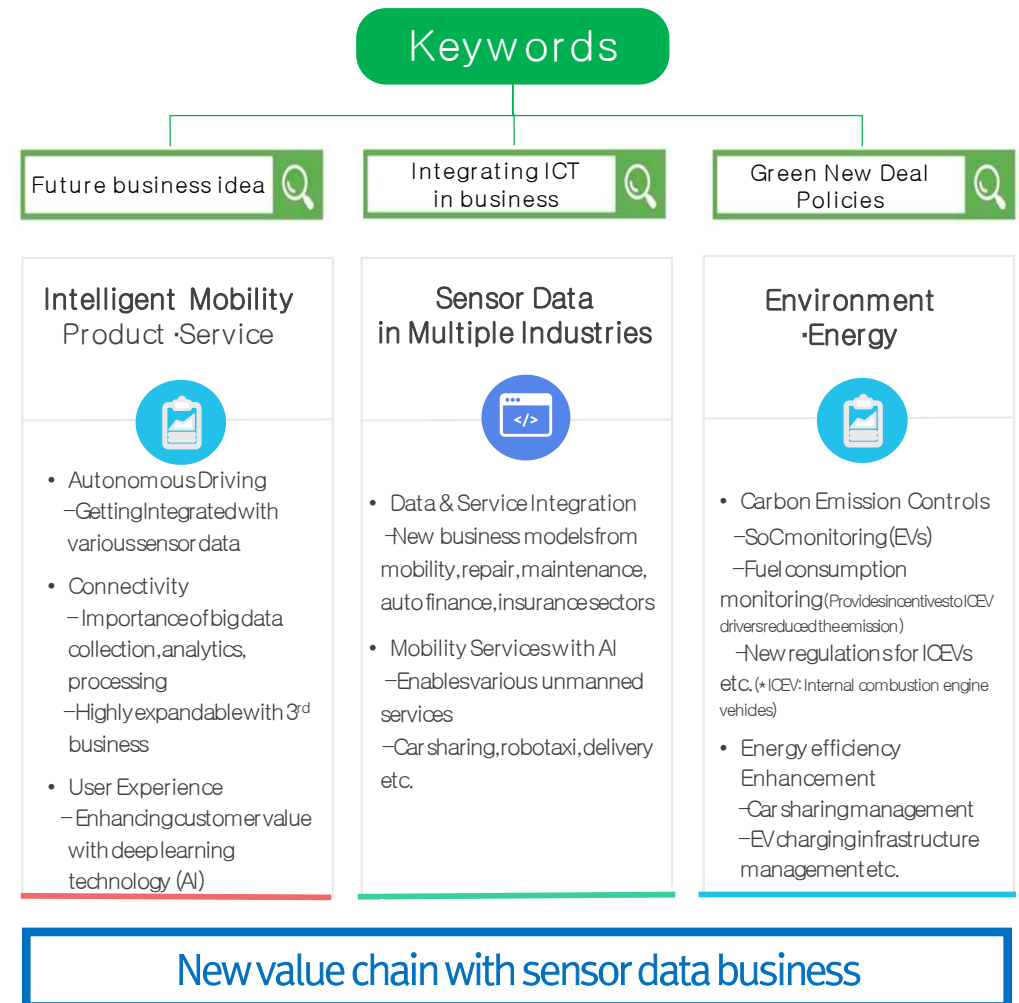 Keywords
Future business idea
Integrating ICT
in business
Green New Deal
Policies
Intelligent Mobility
Product ·Service
• Autonomous Driving
–Getting Integrated with
various sensor data
• Connectivity
– Importance of big data
collection, analytics,
processing
–Highly expandable with 3rd
business
• User Experience
– Enhancing customer value
with deep learning
technology (AI)
Sensor Data
in Multiple Industries
</>
• Data & Service Integration
–New business models from
mobility, repair, maintenance,
auto finance, insurance sectors
• Mobility Services with AI
–Enables various unmanned
services
–Car sharing, robotaxi, delivery
etc.
Environment
·Energy
• Carbon Emission Controls
–SoC monitoring (EVs)
–Fuel consumption
monitoring (Provides incentives to ICEV
drivers reduced the emission)
–New regulations for ICEVs
etc. (* ICEV: Internal combustion engine
vehicles)
• Energy efficiency
Enhancement
–Car sharing management
–EV charging infrastructure
management etc.
New value chain with sensor data business